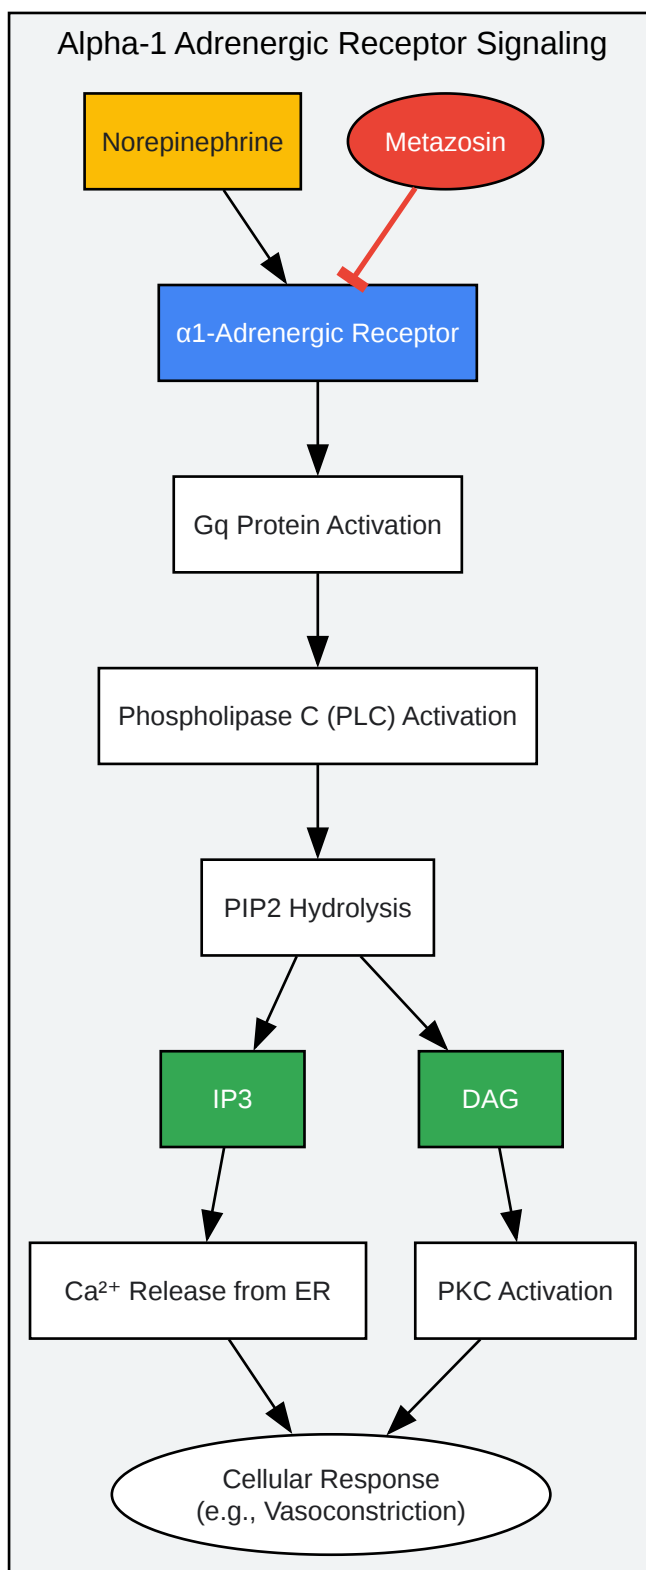 Alpha-1 Adrenergic Receptor Signaling
Norepinephrine
Metazosin
α1-Adrenergic Receptor
Gq Protein Activation
Phospholipase C (PLC) Activation
PIP2 Hydrolysis
IP3
DAG
Ca²⁺ Release from ER
PKC Activation
Cellular Response
(e.g., Vasoconstriction)